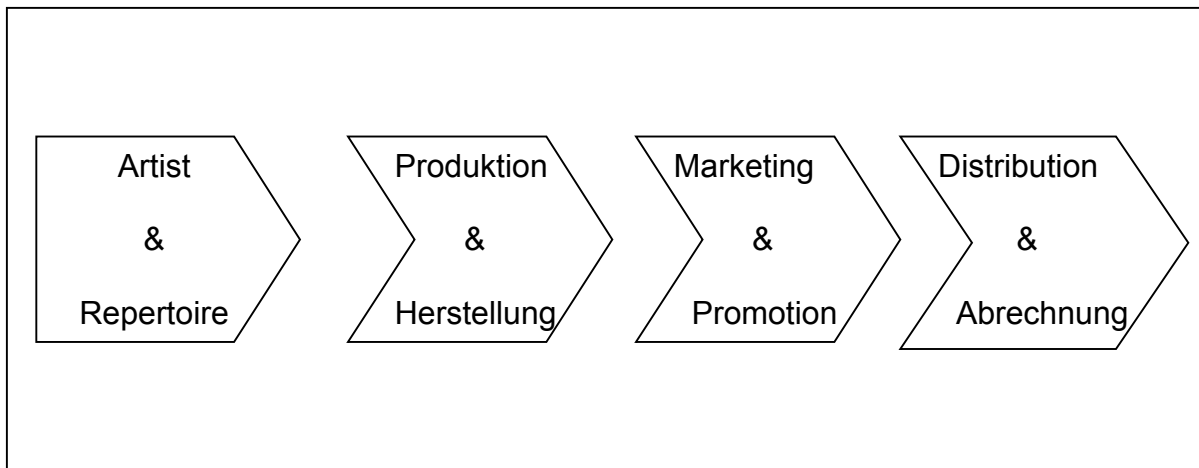 Artist
&
Repertoire
Produktion
&
Herstellung
Marketing
&
Promotion
Distribution
&
Abrechnung